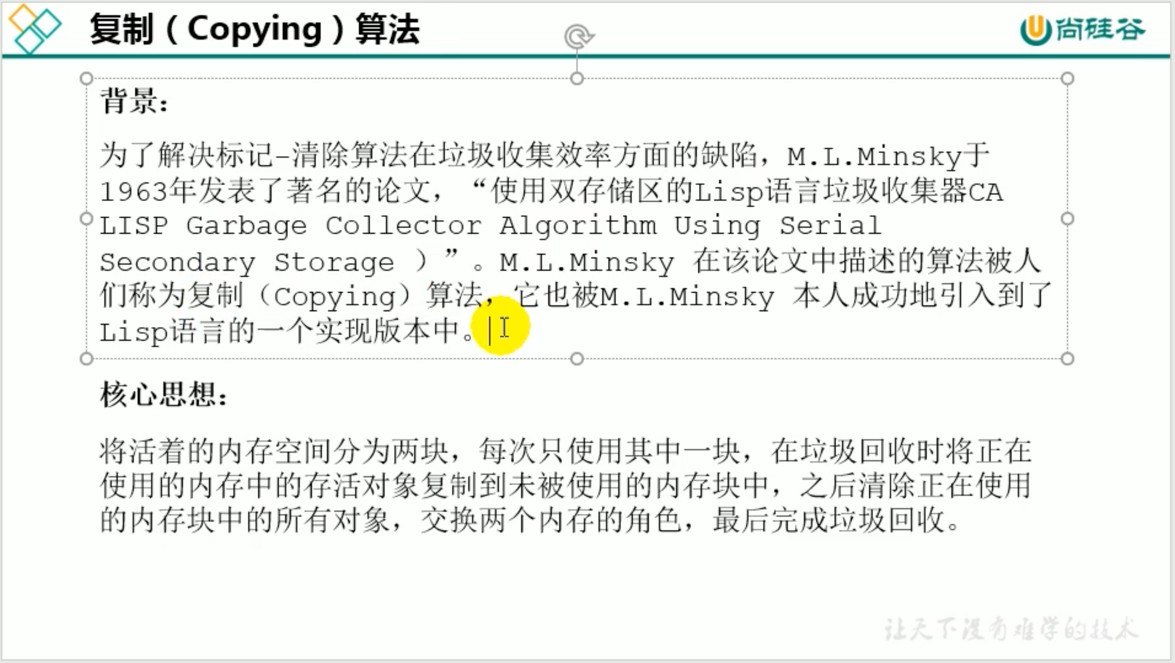 复制（Copying）算法
尚硅谷
背景：
为了解决标记-清除算法在垃圾收集效率方面的缺陷，M.L.Minsky于
1963年发表了著名的论文，“使用双存储区的Lisp语言垃圾收集器CA
LISP Garbage Collector Algorithm Using Serial
Secondary Storage ）”。M.L.Minsky 在该论文中描述的算法被人
们称为复制（Copying）算法，它也被M.L.Minsky 本人成功地引入到了
Lisp语言的一个实现版本中。
核心思想：
将活着的内存空间分为两块，每次只使用其中一块，在垃圾回收时将正在
使用的内存中的存活对象复制到未被使用的内存块中，之后清除正在使用
的内存块中的所有对象，交换两个内存的角色，最后完成垃圾回收。
让天下没有难学的技术